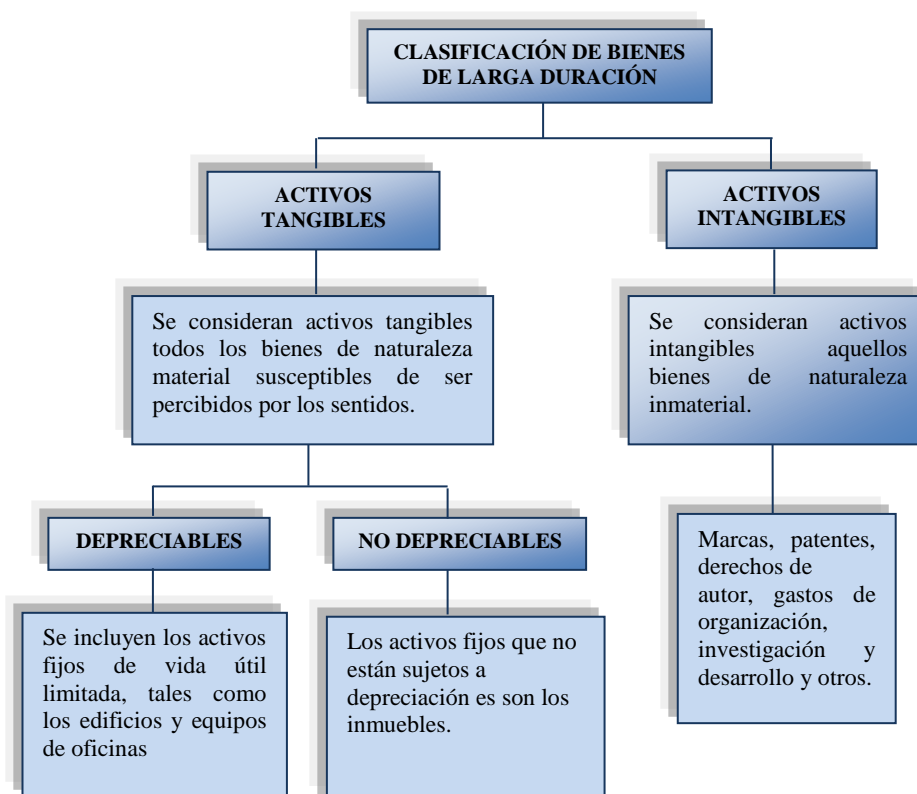 CLASIFICACIÓN DE BIENES
DE LARGA DURACIÓN
ACTIVOS
TANGIBLES
ACTIVOS
INTANGIBLES
Se consideran activos tangibles
todos los bienes de naturaleza
material susceptibles de ser
percibidos por los sentidos.
Se consideran activos
intangibles aquellos
bienes de naturaleza
inmaterial.
DEPRECIABLES
NO DEPRECIABLES
Se incluyen los activos
fijos de vida útil
limitada, tales como
los edificios y equipos
de oficinas
Los activos fijos que no
están sujetos a
depreciación es son los
inmuebles.
Marcas, patentes,
derechos de
autor, gastos de
organización,
investigación y
desarrollo y otros.